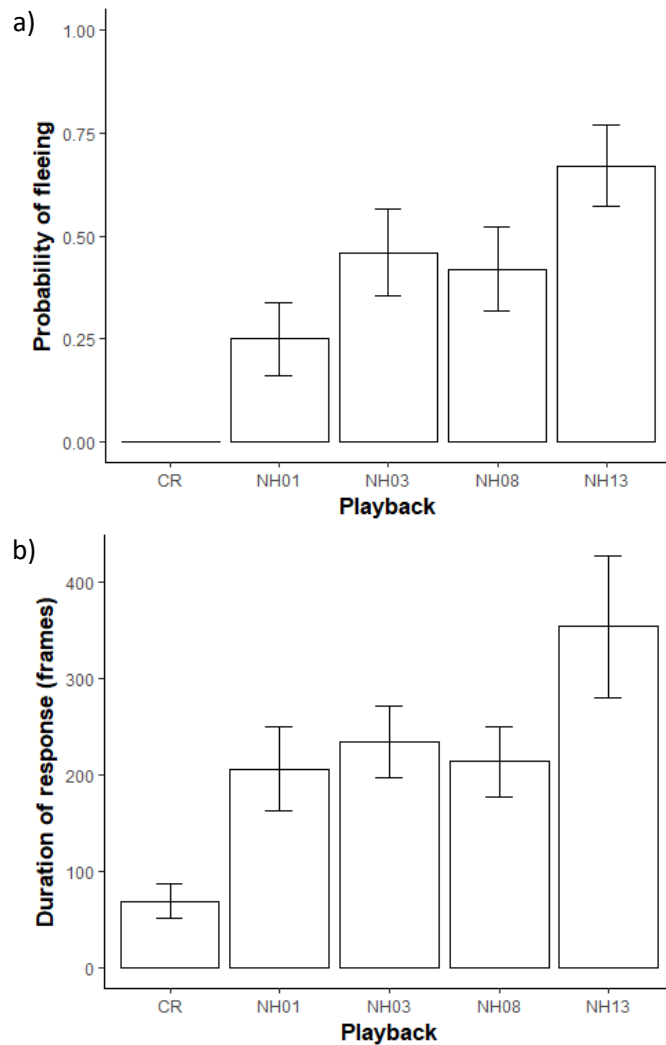 a)
Probability of fleeing
1.00
0.75
0.50
0.25
0.00
CR NH01 NH03 NH08 NH13
Playback
b)
Duration of response (frames)
400
300
200
100
0
CR NH01 NH03 NH08 NH13
Playback